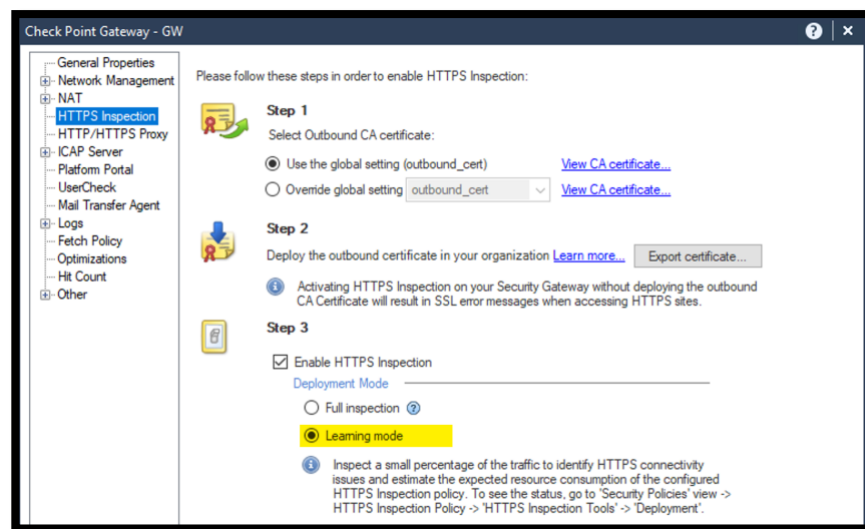 Check Point Gateway - GW
General Properties
Network Management
NAT
HTTPS Inspection
HTTP/HTTPS Proxy
ICAP Server
Platform Portal
UserCheck
Mail Transfer Agent
Logs
Fetch Policy
Optimizations
Hit Count
Other
Please follow these steps in order to enable HTTPS Inspection:
Step 1
Select Outbound CA certificate:
Use the global setting (outbound_cert) View CA certificate...
Override global setting outbound_cert View CA certificate...
Step 2
Deploy the outbound certificate in your organization Learn more... Export certificate...
Activating HTTPS Inspection on your Security Gateway without deploying the outbound
CA Certificate will result in SSL error messages when accessing HTTPS sites.
Step 3
Enable HTTPS Inspection
Deployment Mode
Full inspection
Learning mode
Inspect a small percentage of the traffic to identify HTTPS connectivity
issues and estimate the expected resource consumption of the configured
HTTPS Inspection policy. To see the status, go to 'Security Policies' view ->
HTTPS Inspection Policy -> 'HTTPS Inspection Tools' -> 'Deployment'.